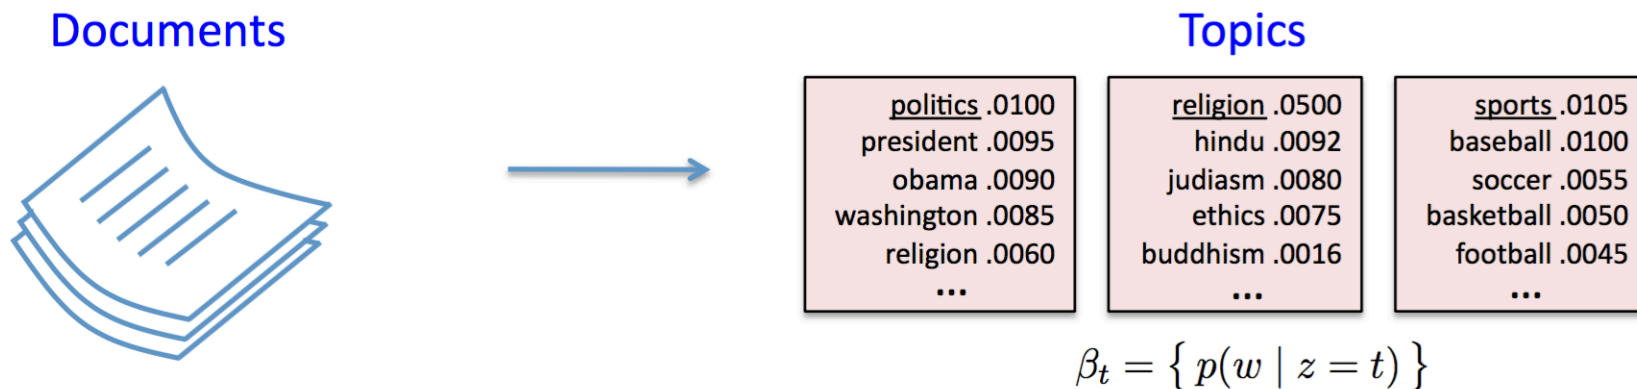 Documents
Topics
politics .0100
president .0095
obama .0090
washington .0085
religion .0060
...
religion .0500
hindu .0092
judiasm .0080
ethics .0075
buddhism .0016
...
sports .0105
baseball .0100
soccer .0055
basketball .0050
football .0045
...
βt = { p(w | z = t) }